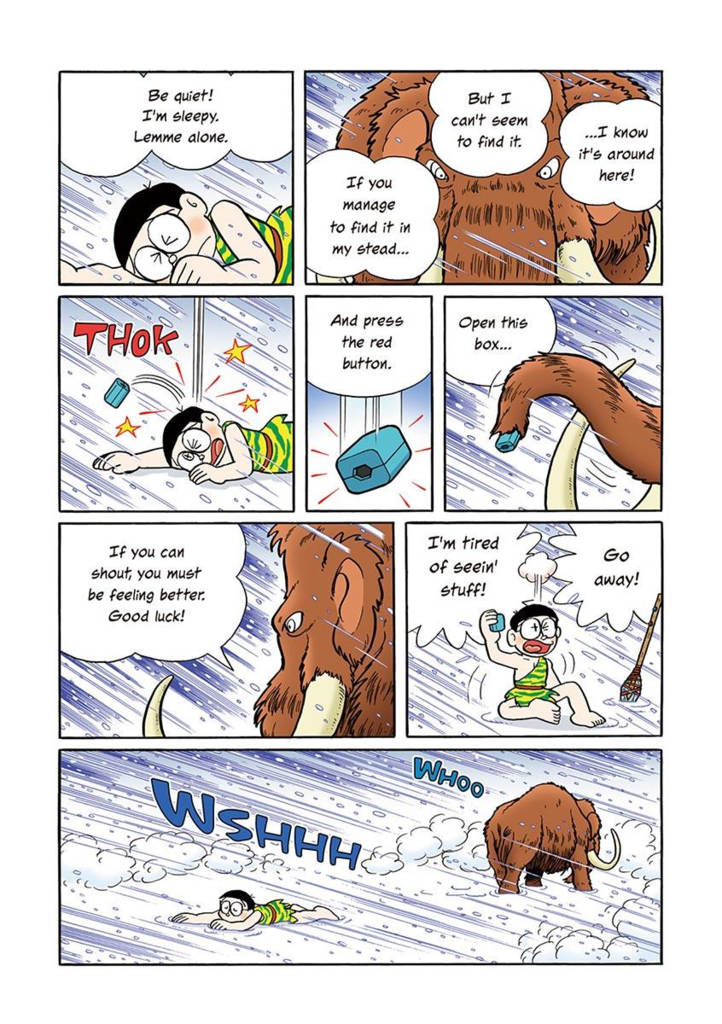 ...I know
it's around
here!
But I
can't seem
to find it.
If you
manage
to find it in
my stead...
Be quiet!
I'm sleepy.
Lemme alone.
Open this
box...
And press
the red
button.
THOK
Go
away!
I'm tired
of seein'
stuff!
If you can
shout, you must
be feeling better.
Good luck!
WHOO
WSHHH